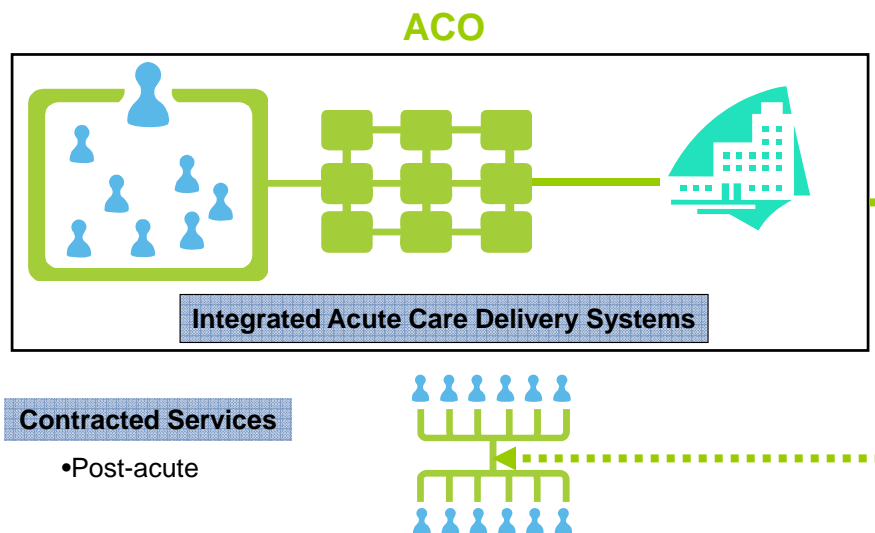 ACO
Integrated Acute Care Delivery Systems
Contracted Services
•Post-acute